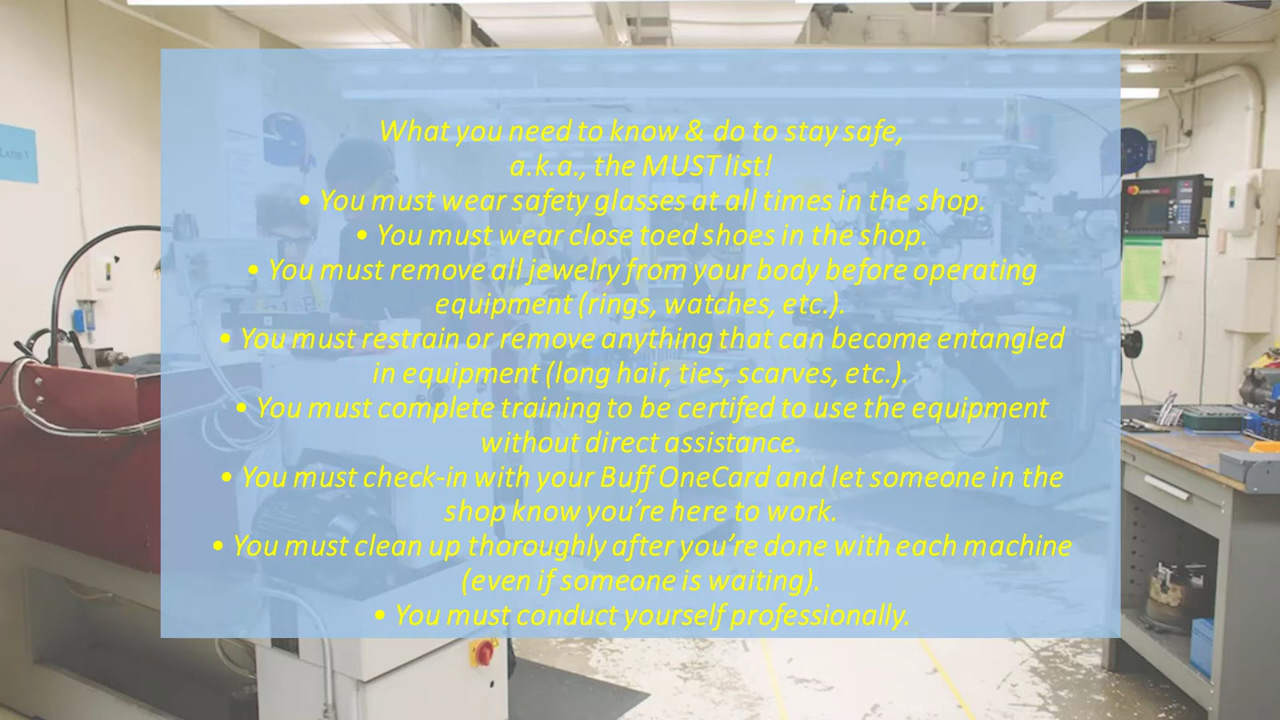 What you need to know & do to stay safe,
a.k.a., the MUST list!
• You must wear safety glasses at all times in the shop.
• You must wear close toed shoes in the shop.
• You must remove all jewelry from your body before operating
equipment (rings, watches, etc.).
• You must restrain or remove anything that can become entangled
in equipment (long hair, ties, scarves, etc.).
• You must complete training to be certifed to use the equipment
without direct assistance.
• You must check-in with your Buff OneCard and let someone in the
shop know you’re here to work.
• You must clean up thoroughly after you’re done with each machine
(even if someone is waiting).
• You must conduct yourself professionally.